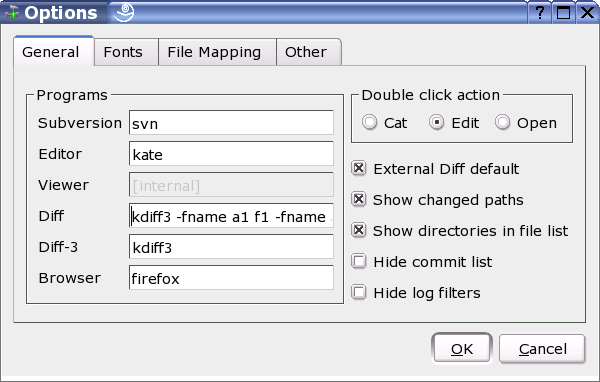 Options
General Fonts File Mapping Other
Programs
Subversion svn
Editor kate
Viewer [internal]
Diff kdiff3 -fname a1 f1 -fname
Diff-3 kdiff3
Browser firefox
Double click action
Cat Edit Open
External Diff default
Show changed paths
Show directories in file list
Hide commit list
Hide log filters
OK Cancel